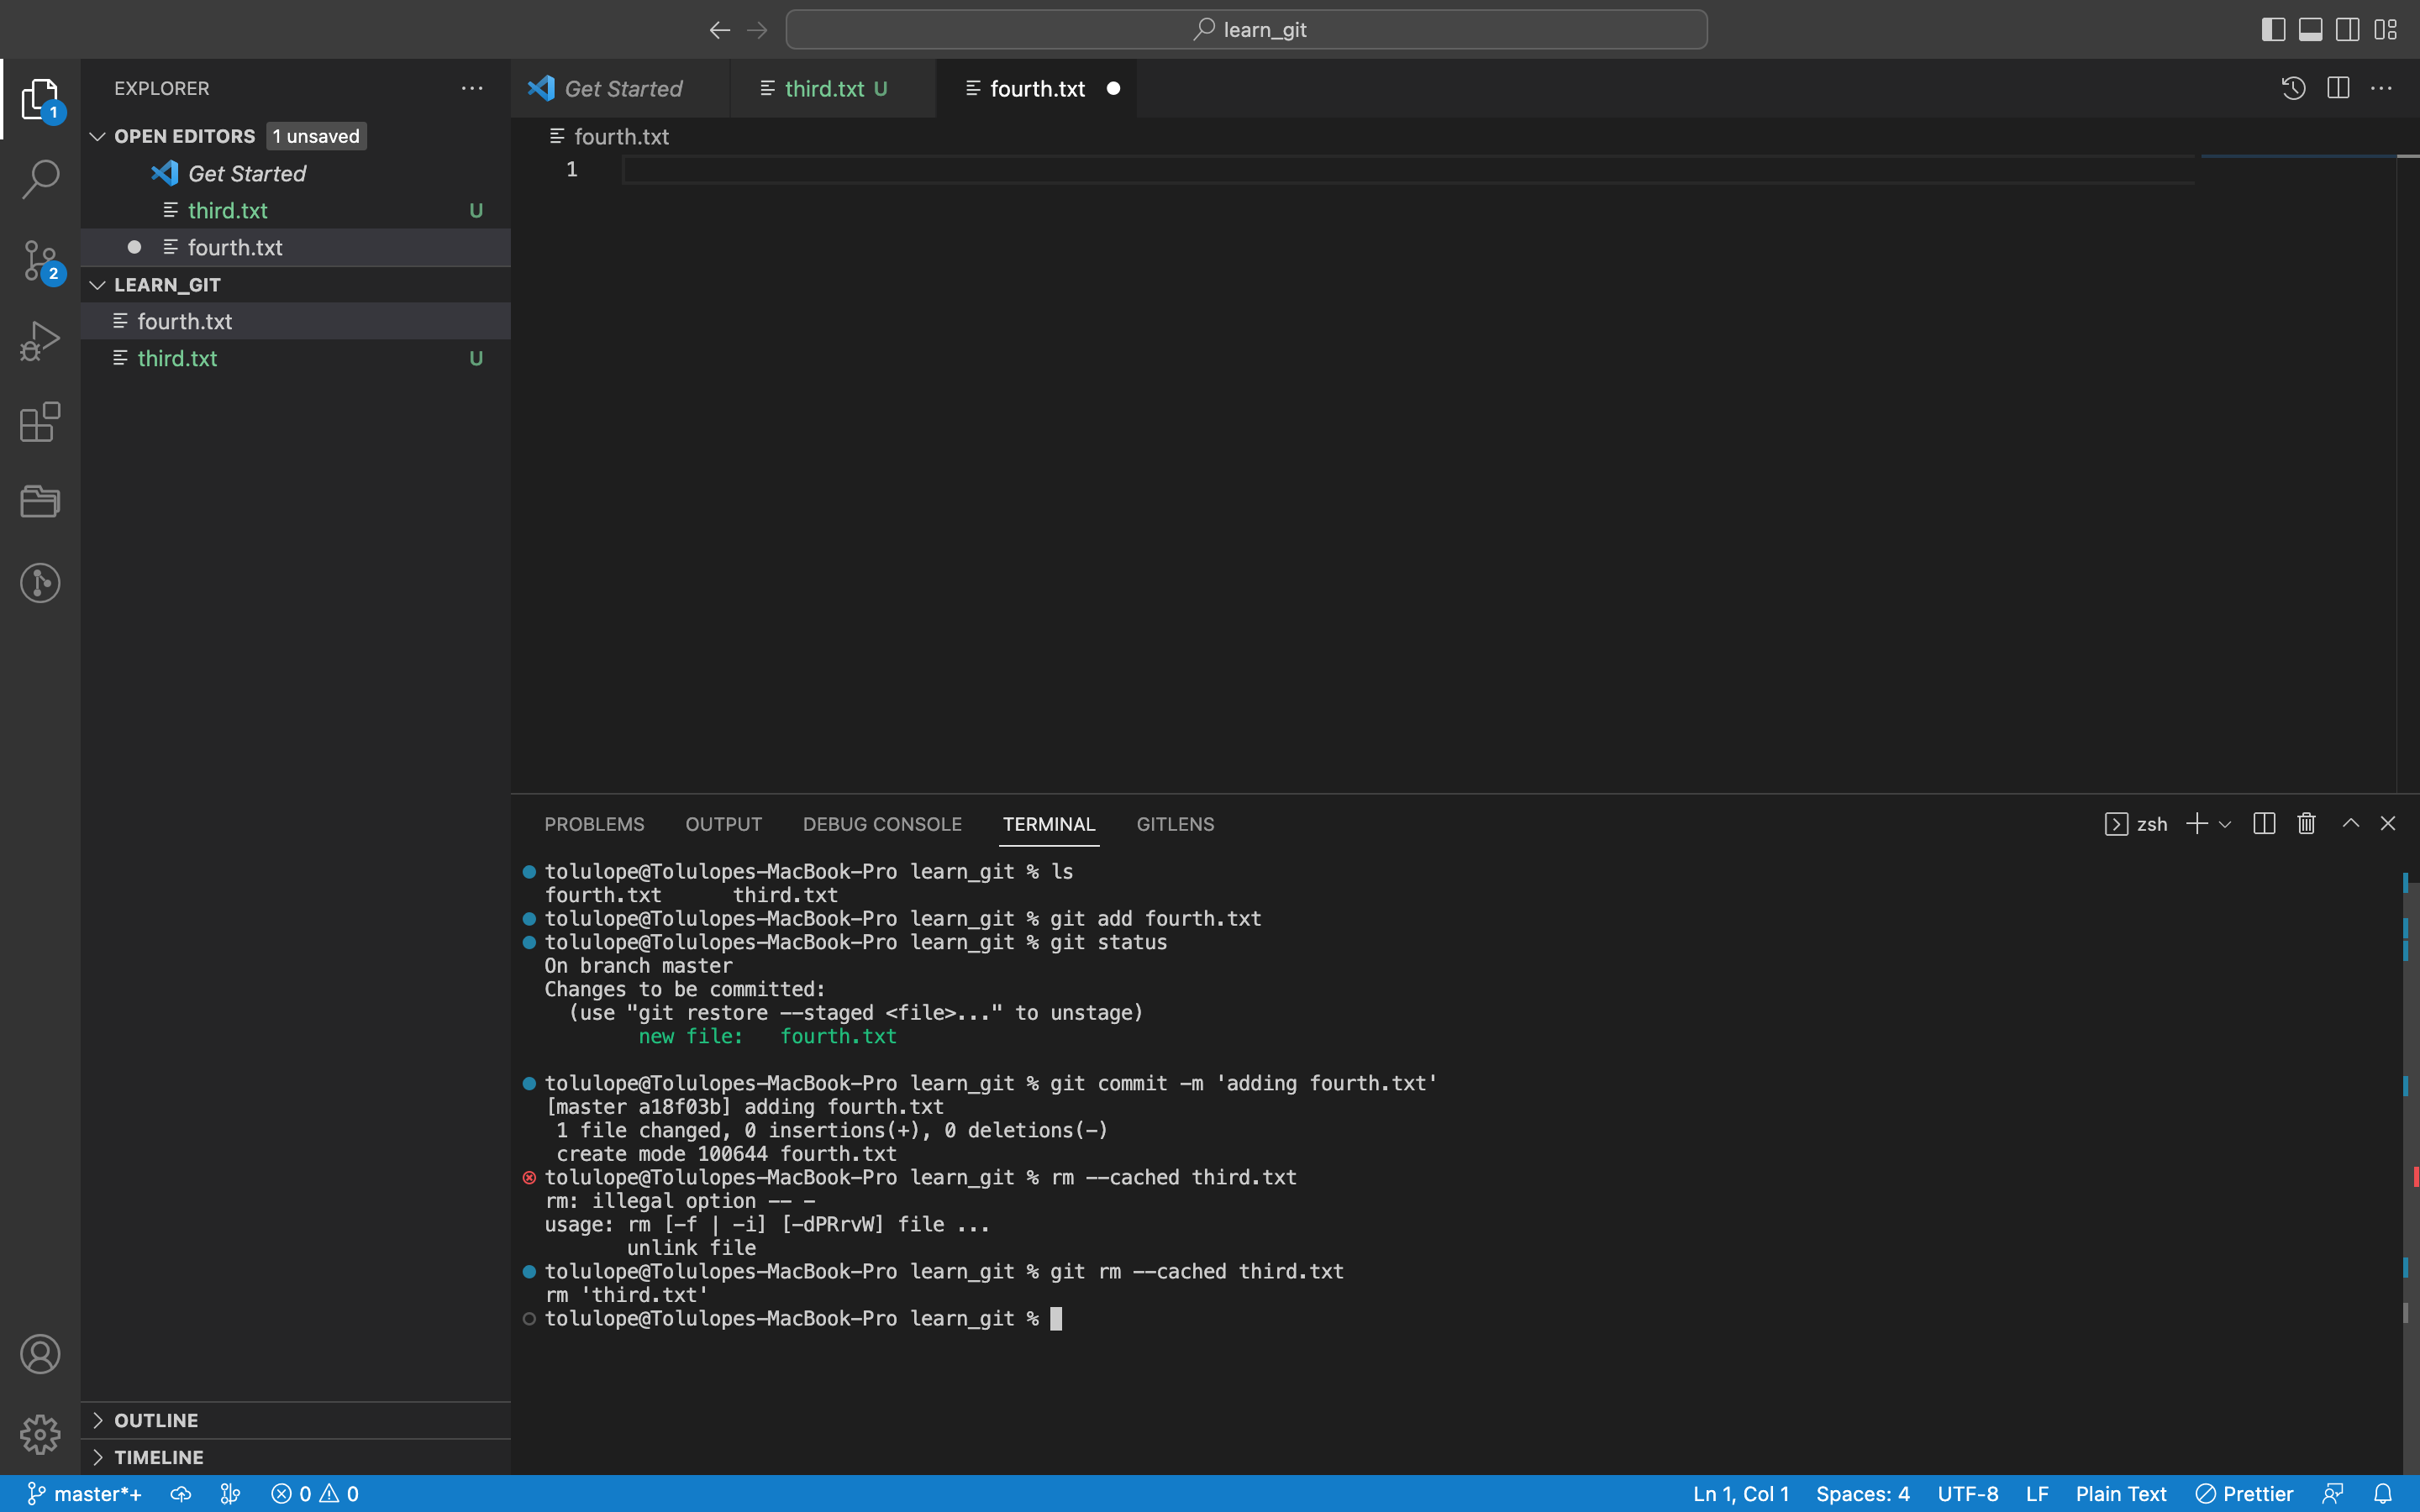 learn_git
EXPLORER
1
OPEN EDITORS 1 unsaved
Get Started
third.txt U
fourth.txt
2
LEARN_GIT
fourth.txt
third.txt U
OUTLINE
TIMELINE
Get Started third.txt U fourth.txt
fourth.txt
1
PROBLEMS OUTPUT DEBUG CONSOLE TERMINAL GITLENS zsh
tolulope@Tolulopes-MacBook-Pro learn_git % ls
fourth.txt third.txt
tolulope@Tolulopes-MacBook-Pro learn_git % git add fourth.txt
tolulope@Tolulopes-MacBook-Pro learn_git % git status
On branch master
Changes to be committed:
(use "git restore --staged <file>..." to unstage)
new file: fourth.txt
tolulope@Tolulopes-MacBook-Pro learn_git % git commit -m 'adding fourth.txt'
[master a18f03b] adding fourth.txt
1 file changed, 0 insertions(+), 0 deletions(-)
create mode 100644 fourth.txt
tolulope@Tolulopes-MacBook-Pro learn_git % rm --cached third.txt
rm: illegal option -- -
usage: rm [-f | -i] [-dPRrvW] file ...
unlink file
tolulope@Tolulopes-MacBook-Pro learn_git % git rm --cached third.txt
rm 'third.txt'
tolulope@Tolulopes-MacBook-Pro learn_git %
master*+ 0 0 Ln 1, Col 1 Spaces: 4 UTF-8 LF Plain Text Prettier